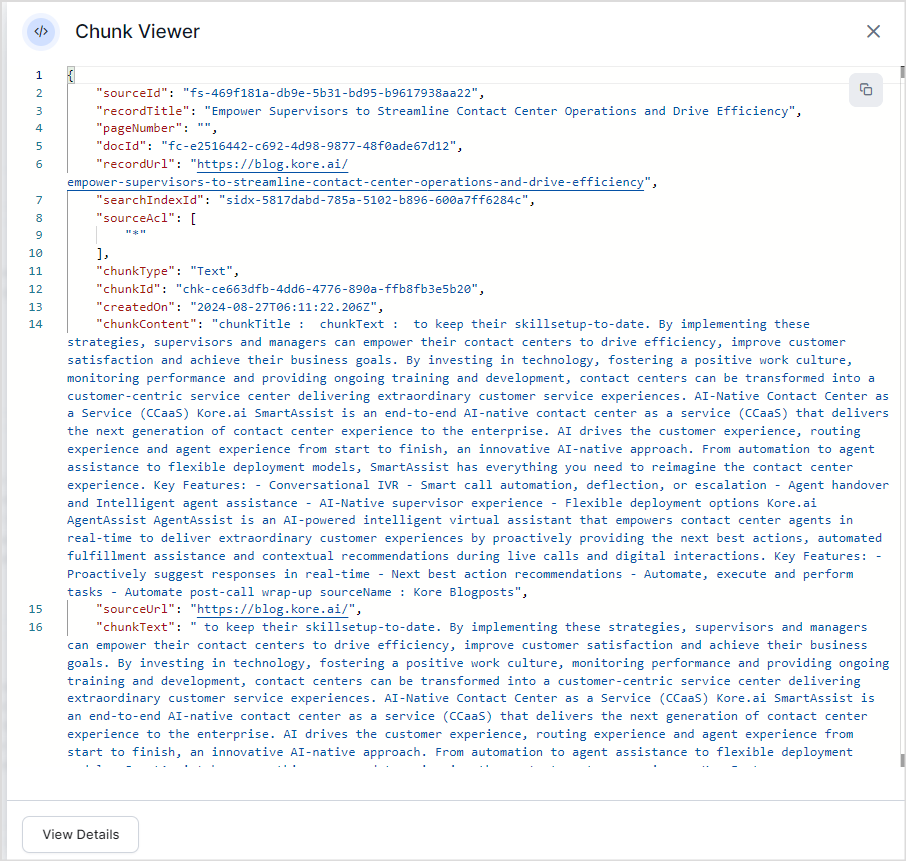 </> Chunk Viewer
1 {
2 "sourceId": "fs-469f181a-db9e-5b31-bd95-b9617938aa22",
3 "recordTitle": "Empower Supervisors to Streamline Contact Center Operations and Drive Efficiency",
4 "pageNumber": "",
5 "docId": "fc-e2516442-c692-4d98-9877-48f0ade67d12",
6 "recordUrl": "https://blog.kore.ai/
empower-supervisors-to-streamline-contact-center-operations-and-drive-efficiency",
7 "searchIndexId": "sidx-5817dabd-785a-5102-b896-600a7ff6284c",
8 "sourceAcl": [
9 "*"
10 ],
11 "chunkType": "Text",
12 "chunkId": "chk-ce663dfb-4dd6-4776-890a-ffb8fb3e5b20",
13 "createdOn": "2024-08-27T06:11:22.206Z",
14 "chunkContent": "chunkTitle :  chunkText :  to keep their skillsetup-to-date. By implementing these
strategies, supervisors and managers can empower their contact centers to drive efficiency, improve customer
satisfaction and achieve their business goals. By investing in technology, fostering a positive work culture,
monitoring performance and providing ongoing training and development, contact centers can be transformed into a
customer-centric service center delivering extraordinary customer service experiences. AI-Native Contact Center as
a Service (CCaaS) Kore.ai SmartAssist is an end-to-end AI-native contact center as a service (CCaaS) that delivers
the next generation of contact center experience to the enterprise. AI drives the customer experience, routing
experience and agent experience from start to finish, an innovative AI-native approach. From automation to agent
assistance to flexible deployment models, SmartAssist has everything you need to reimagine the contact center
experience. Key Features: - Conversational IVR - Smart call automation, deflection, or escalation - Agent handover
and Intelligent agent assistance - AI-Native supervisor experience - Flexible deployment options Kore.ai
AgentAssist AgentAssist is an AI-powered intelligent virtual assistant that empowers contact center agents in
real-time to deliver extraordinary customer experiences by proactively providing the next best actions, automated
fulfillment assistance and contextual recommendations during live calls and digital interactions. Key Features: -
Proactively suggest responses in real-time - Next best action recommendations - Automate, execute and perform
tasks - Automate post-call wrap-up sourceName : Kore Blogposts",
15 "sourceUrl": "https://blog.kore.ai/",
16 "chunkText": " to keep their skillsetup-to-date. By implementing these strategies, supervisors and managers
can empower their contact centers to drive efficiency, improve customer satisfaction and achieve their business
goals. By investing in technology, fostering a positive work culture, monitoring performance and providing ongoing
training and development, contact centers can be transformed into a customer-centric service center delivering
extraordinary customer service experiences. AI-Native Contact Center as a Service (CCaaS) Kore.ai SmartAssist is
an end-to-end AI-native contact center as a service (CCaaS) that delivers the next generation of contact center
experience to the enterprise. AI drives the customer experience, routing experience and agent experience from
start to finish, an innovative AI-native approach. From automation to agent assistance to flexible deployment
View Details